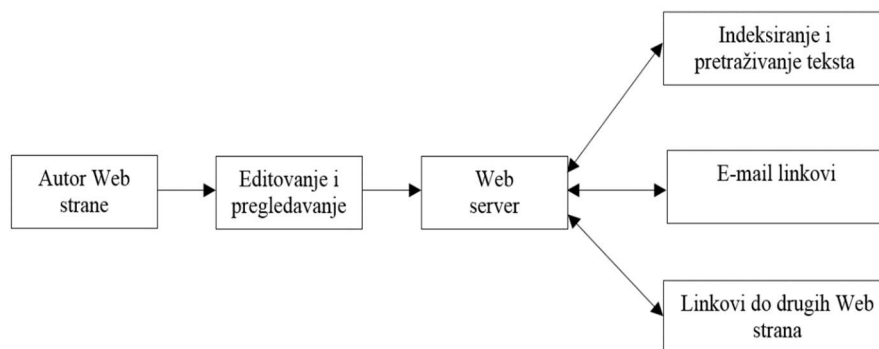 Indeksiranje i
pretraživanje teksta
Autor Web
strane
Editovanje i
pregledavanje
Web
server
E-mail linkovi
Linkovi do drugih Web
strana